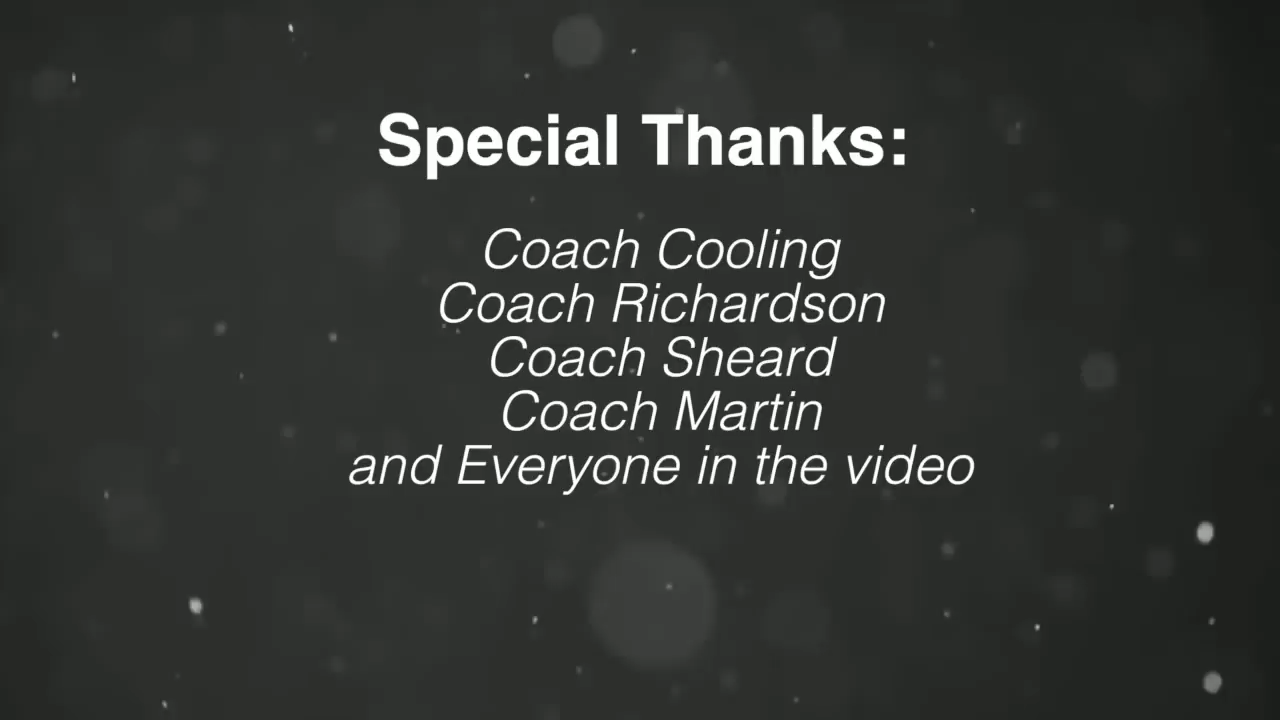 Special Thanks:
Coach Cooling
Coach Richardson
Coach Sheard
Coach Martin
and Everyone in the video